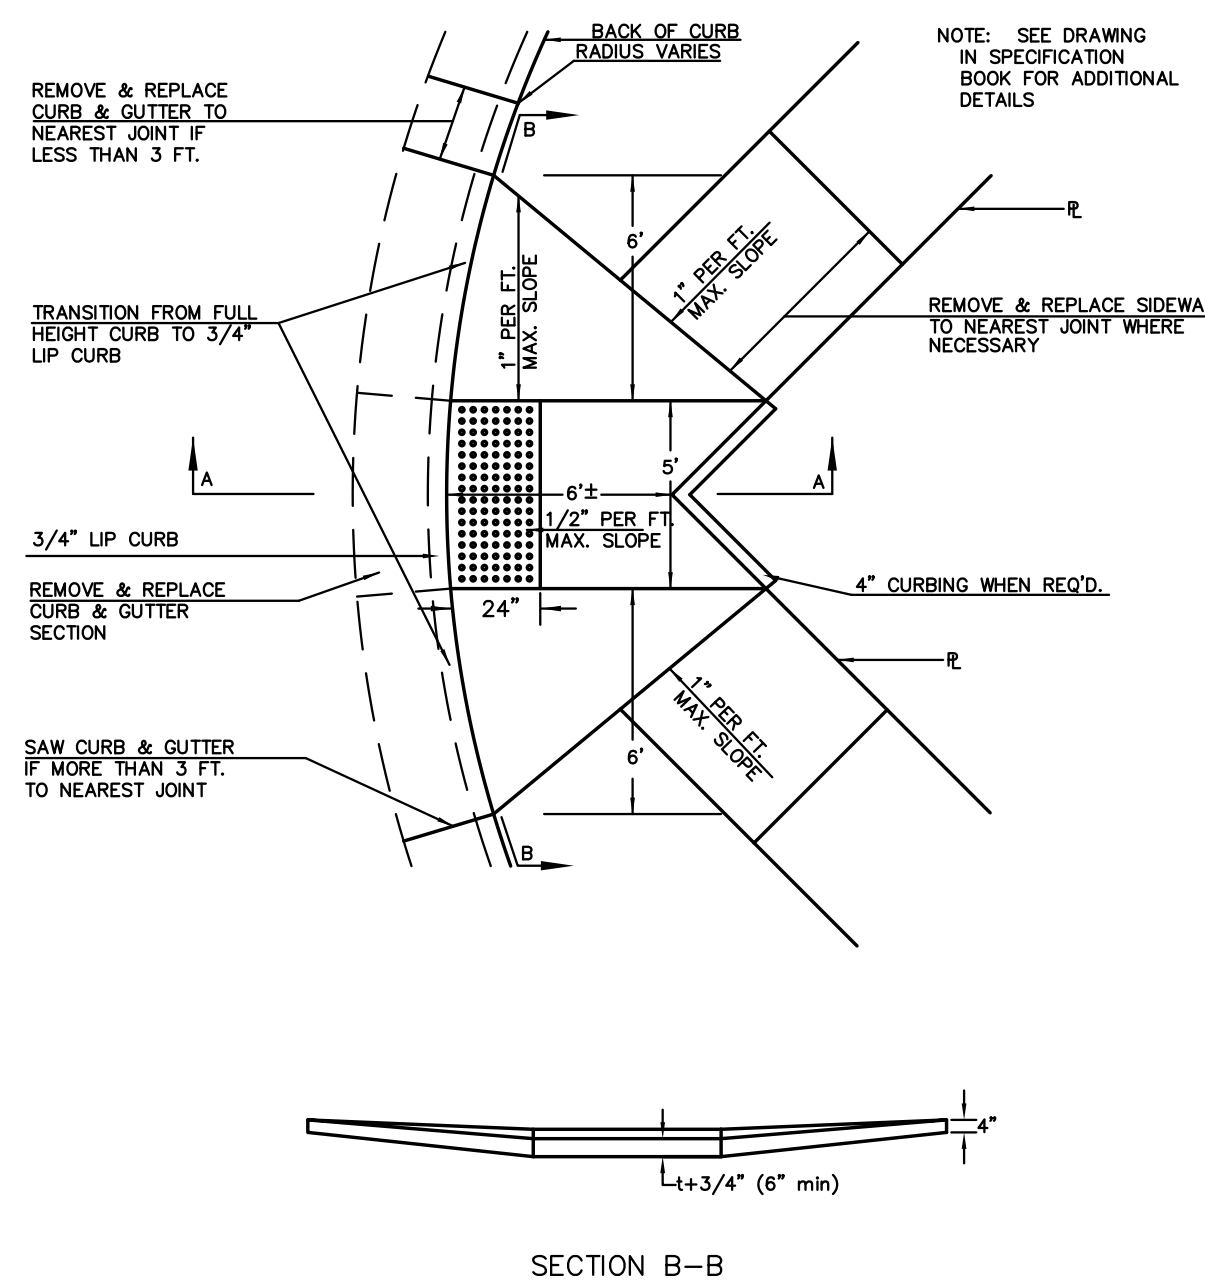 BACK OF CURB
RADIUS VARIES
NOTE: SEE DRAWING
IN SPECIFICATION
BOOK FOR ADDITIONAL
DETAILS
REMOVE & REPLACE
CURB & GUTTER TO
NEAREST JOINT IF
LESS THAN 3 FT.
B
6'
1" PER FT.
MAX. SLOPE
1" PER FT.
MAX. SLOPE
PL
TRANSITION FROM FULL
HEIGHT CURB TO 3/4"
LIP CURB
REMOVE & REPLACE SIDEWA
TO NEAREST JOINT WHERE
NECESSARY
A
5'
A
6'±
1/2" PER FT.
MAX. SLOPE
3/4" LIP CURB
REMOVE & REPLACE
CURB & GUTTER
SECTION
24"
4" CURBING WHEN REQ'D.
PL
1" PER FT.
MAX. SLOPE
6'
SAW CURB & GUTTER
IF MORE THAN 3 FT.
TO NEAREST JOINT
B
4"
t+3/4" (6" min)
SECTION B-B